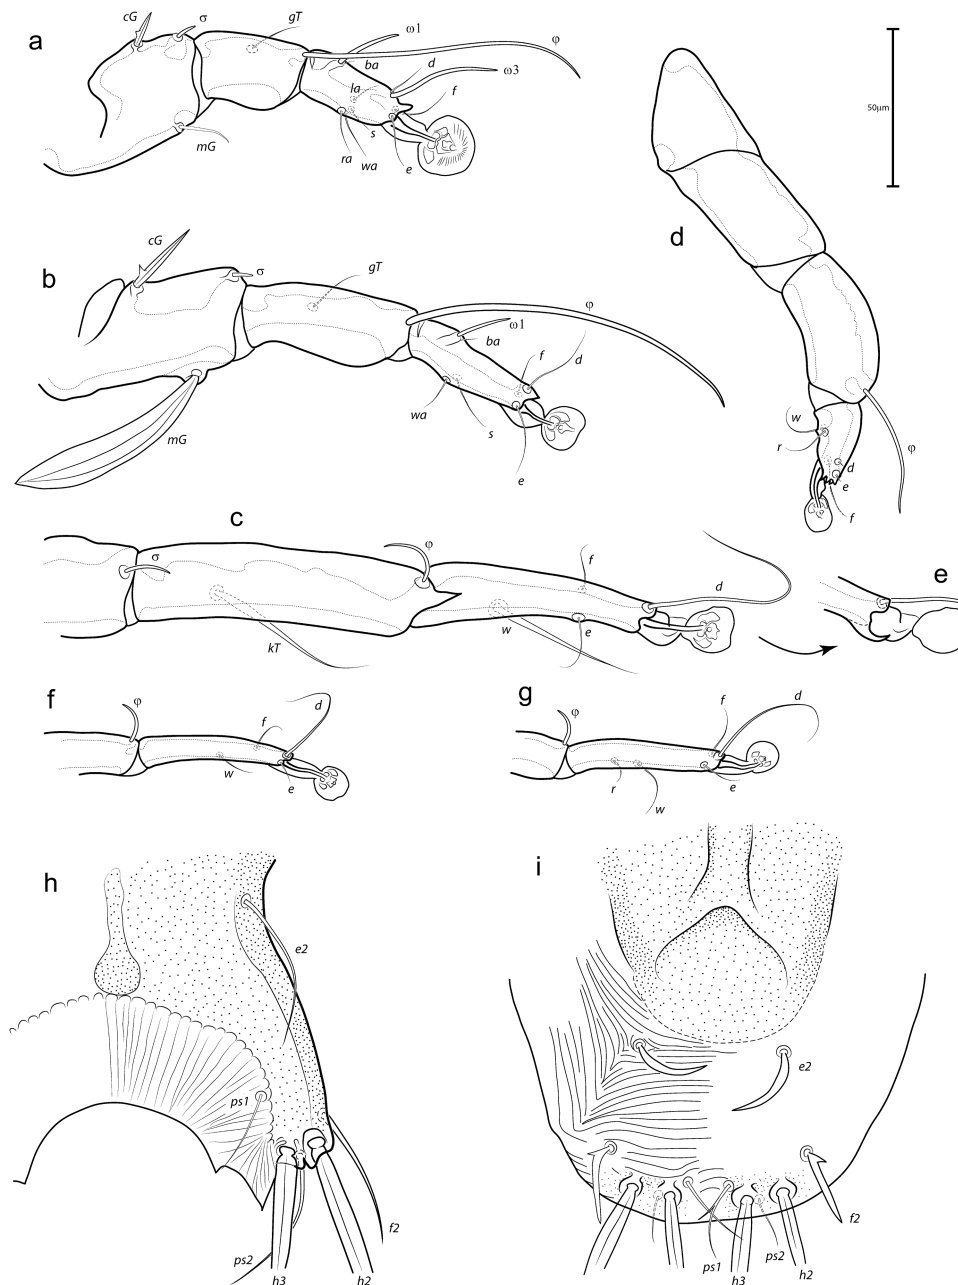 a
cG
σ
gT
ω1
ba
φ
d
ω3
la
f
mG
ra
wa
s
e
50µm
b
cG
σ
gT
φ
ω1
ba
f
d
mG
wa
s
e
d
w
r
φ
d
e
f
c
σ
φ
f
d
kT
w
e
e
f
φ
f
d
w
e
g
φ
f
d
r
w
e
h
e2
ps1
ps2
h3
h2
f2
i
e2
f2
ps1
ps2
h3
h2